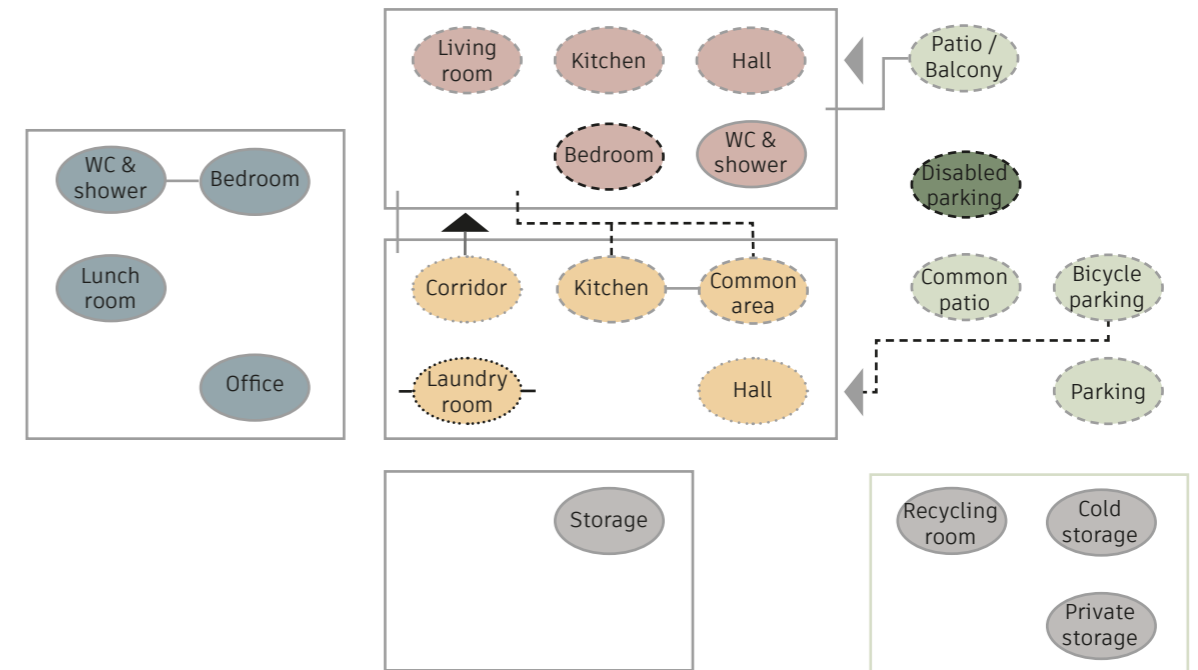 Living
room
Kitchen
Hall
Patio /
Balcony
Bedroom
WC &
shower
WC &
shower
Bedroom
Disabled
parking
Lunch
room
Corridor
Kitchen
Common
area
Common
patio
Bicycle
parking
Office
Laundry
room
Hall
Parking
Storage
Recycling
room
Cold
storage
Private
storage